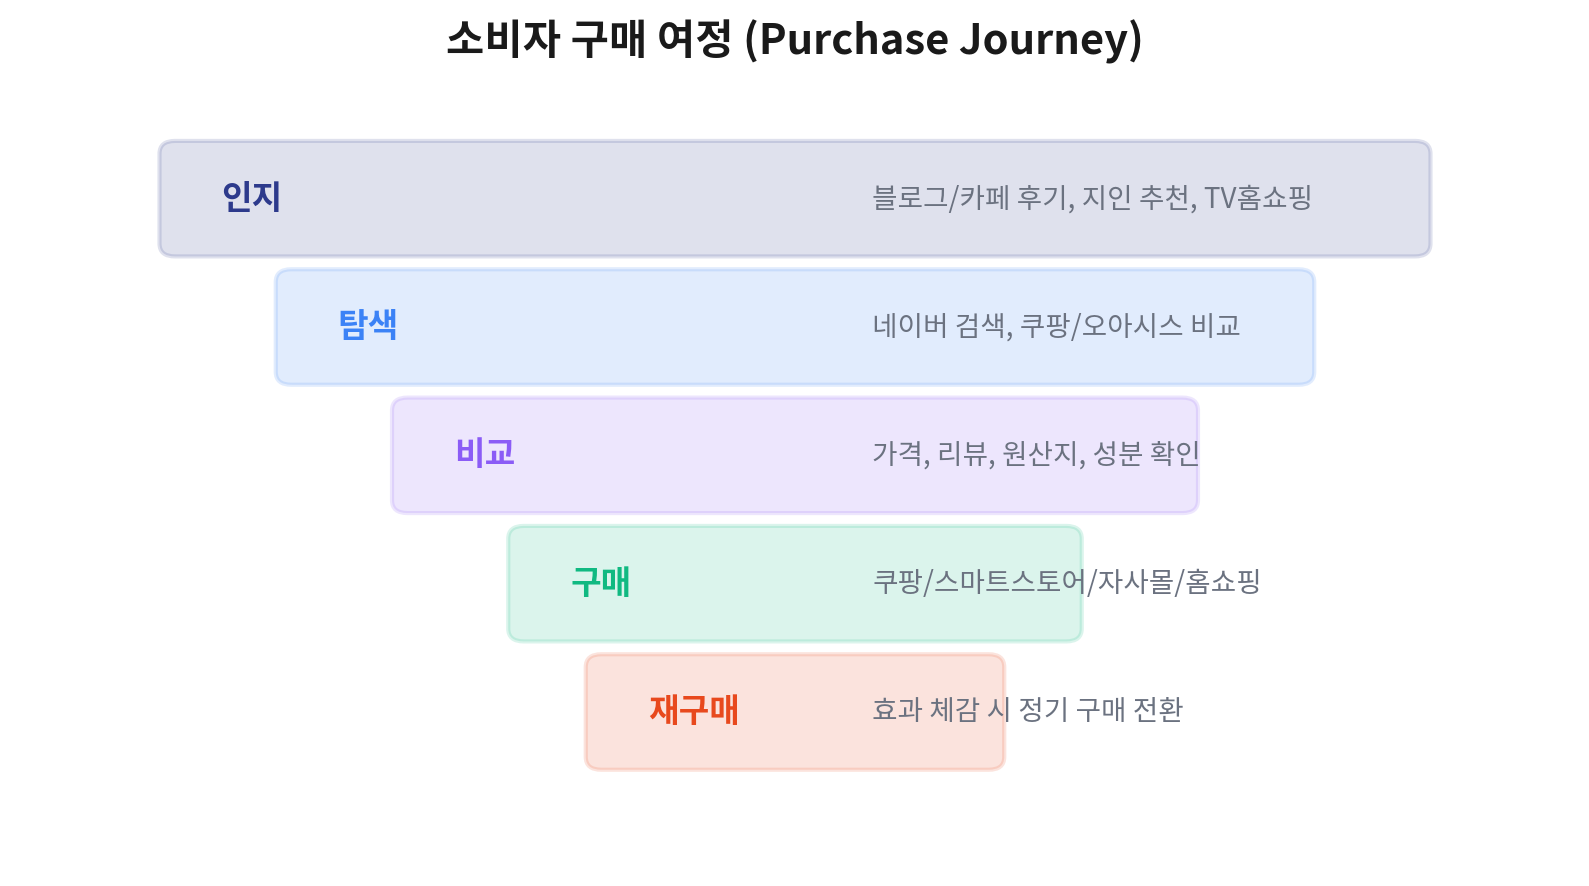 소비자 구매 여정 (Purchase Journey)
인지 블로그/카페 후기, 지인 추천, TV홈쇼핑
탐색 네이버 검색, 쿠팡/오아시스 비교
비교 가격, 리뷰, 원산지, 성분 확인
구매 쿠팡/스마트스토어/자사몰/홈쇼핑
재구매 효과 체감 시 정기 구매 전환